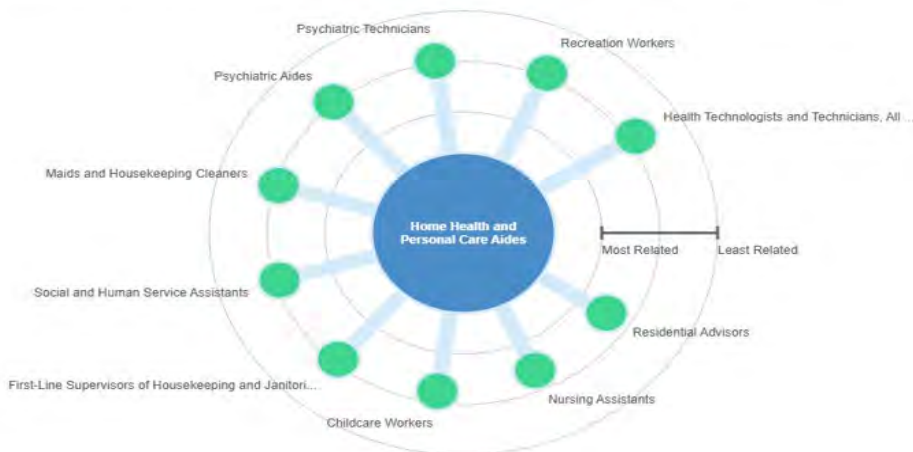 Psychiatric Technicians
Recreation Workers
Psychiatric Aides
Health Technologists and Technicians, All ...
Maids and Housekeeping Cleaners
Home Health and
Personal Care Aides
Most Related
Least Related
Social and Human Service Assistants
Residential Advisors
First-Line Supervisors of Housekeeping and Janitori...
Nursing Assistants
Childcare Workers